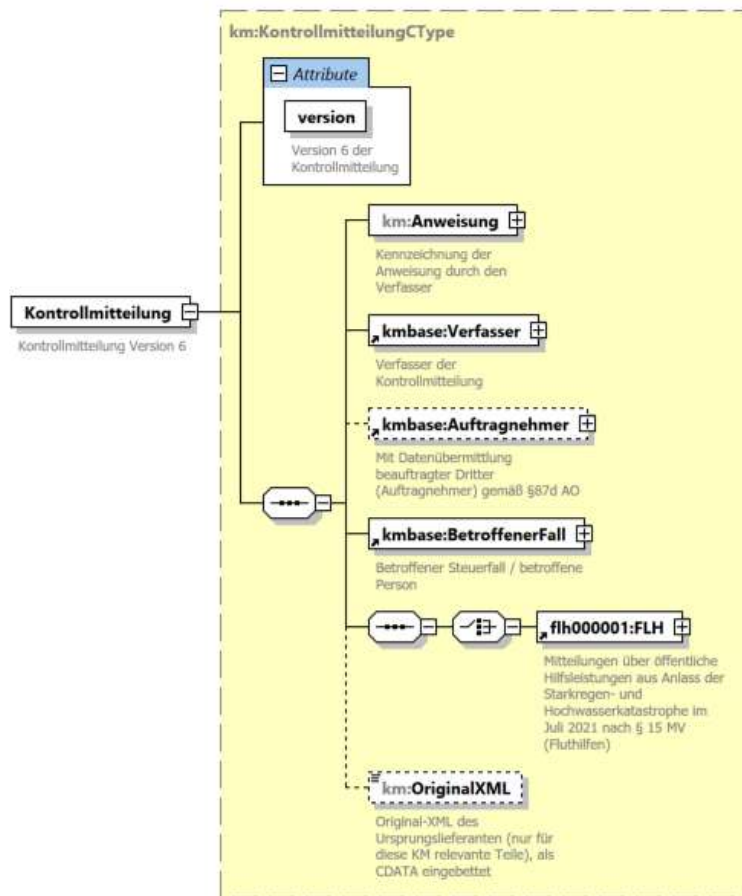 km:KontrollmitteilungCType
Attribute
version
Version 6 der
Kontrollmitteilung
km:Anweisung
Kennzeichnung der
Anweisung durch den
Verfasser
Kontrollmitteilung
Kontrollmitteilung Version 6
kmbase:Verfasser
Verfasser der
Kontrollmitteilung
kmbase:Auftragnehmer
Mit Datenübermittlung
beauftragter Dritter
(Auftragnehmer) gemäß §87d AO
kmbase:BetroffenerFall
Betroffener Steuerfall / betroffene
Person
flh000001:FLH
Mitteilungen über öffentliche
Hilfsleistungen aus Anlass der
Starkregen- und
Hochwasserkatastrophe im
Juli 2021 nach § 15 MV
(Fluthilfen)
km:OriginalXML
Original-XML des
Ursprungslieferanten (nur für
diese KM relevante Teile), als
CDATA eingebettet